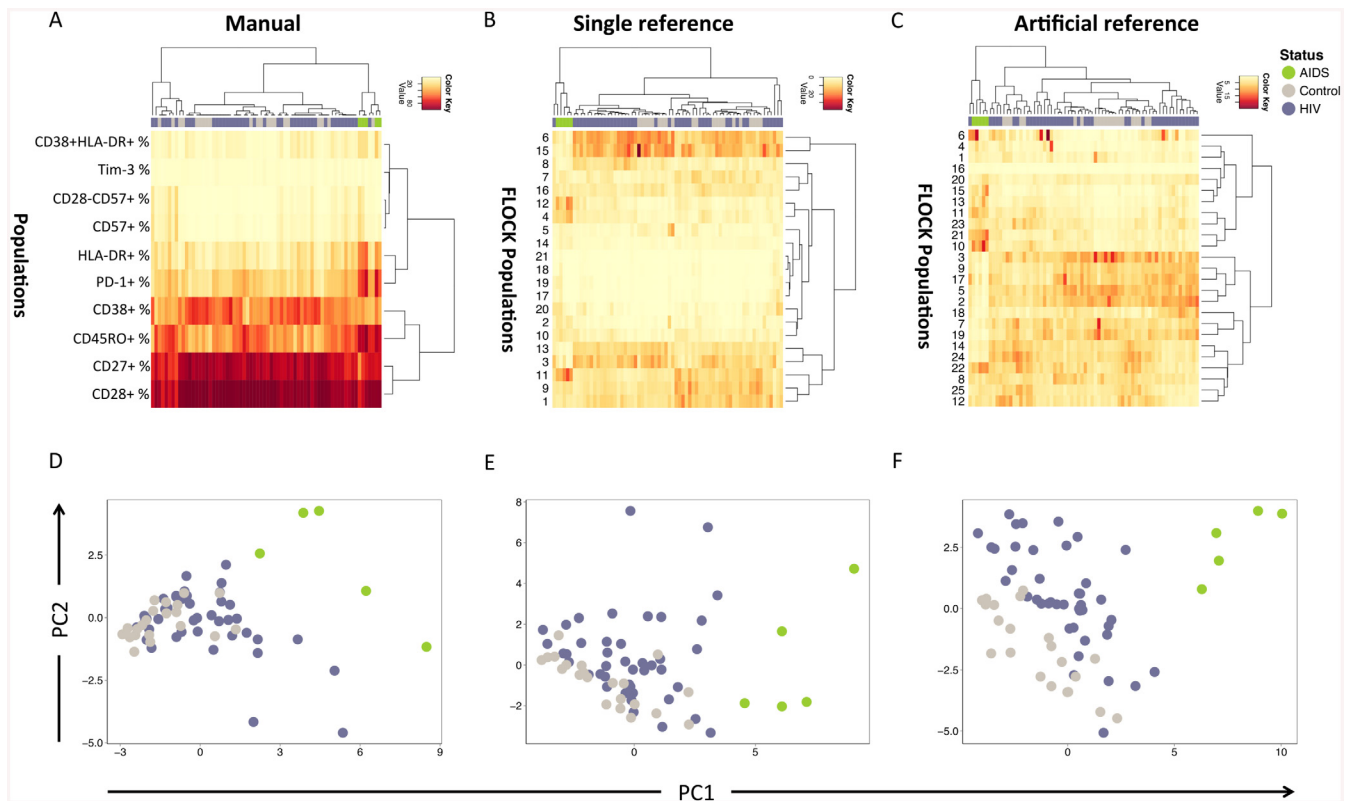 A
Manual
B
Single reference
C
Artificial reference
Status
AIDS
Control
HIV
20
80
Value
Color Key
0
30
Value
Color Key
5
15
Value
Color Key
Populations
CD38+HLA-DR+ %
Tim-3 %
CD28-CD57+ %
CD57+ %
HLA-DR+ %
PD-1+ %
CD38+ %
CD45RO+ %
CD27+ %
CD28+ %
FLOCK Populations
6
15
8
7
16
12
4
5
14
21
18
19
17
20
2
10
13
3
11
9
1
FLOCK Populations
6
4
1
16
20
15
13
11
23
21
10
3
9
17
5
2
18
7
19
14
24
22
8
25
12
D
E
F
PC2
2.5
0.0
-2.5
-5.0
-3
0
3
6
9
8
6
4
2
0
-2
0
5
2.5
0.0
-2.5
-5.0
0
5
10
PC1